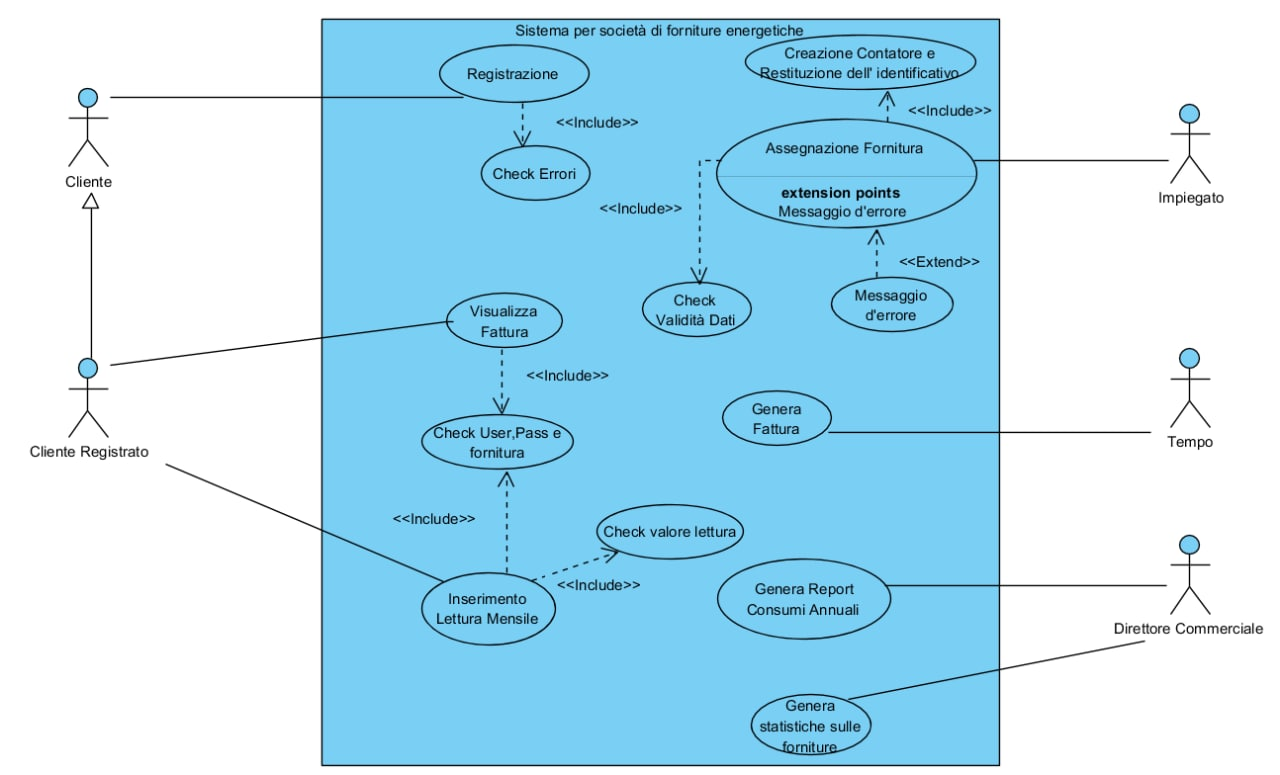 Sistema per società di forniture energetiche
Registrazione
Creazione Contatore e
Restituzione dell' identificativo
<<Include>>
<<Include>>
Cliente
Check Errori
Assegnazione Fornitura
extension points
Messaggio d'errore
Impiegato
<<Include>>
<<Extend>>
Visualizza
Fattura
Check
Validità Dati
Messaggio
d'errore
<<Include>>
Cliente Registrato
Check User,Pass e
fornitura
Genera
Fattura
Tempo
<<Include>>
Check valore lettura
<<Include>>
Inserimento
Lettura Mensile
Genera Report
Consumi Annuali
Direttore Commerciale
Genera
statistiche sulle
forniture